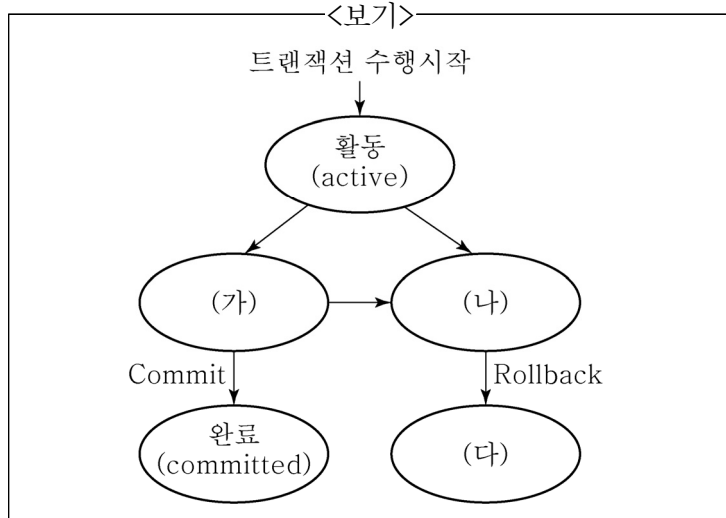 <보기>
트랜잭션 수행시작
활동
(active)
(가)
(나)
Commit
Rollback
완료
(committed)
(다)